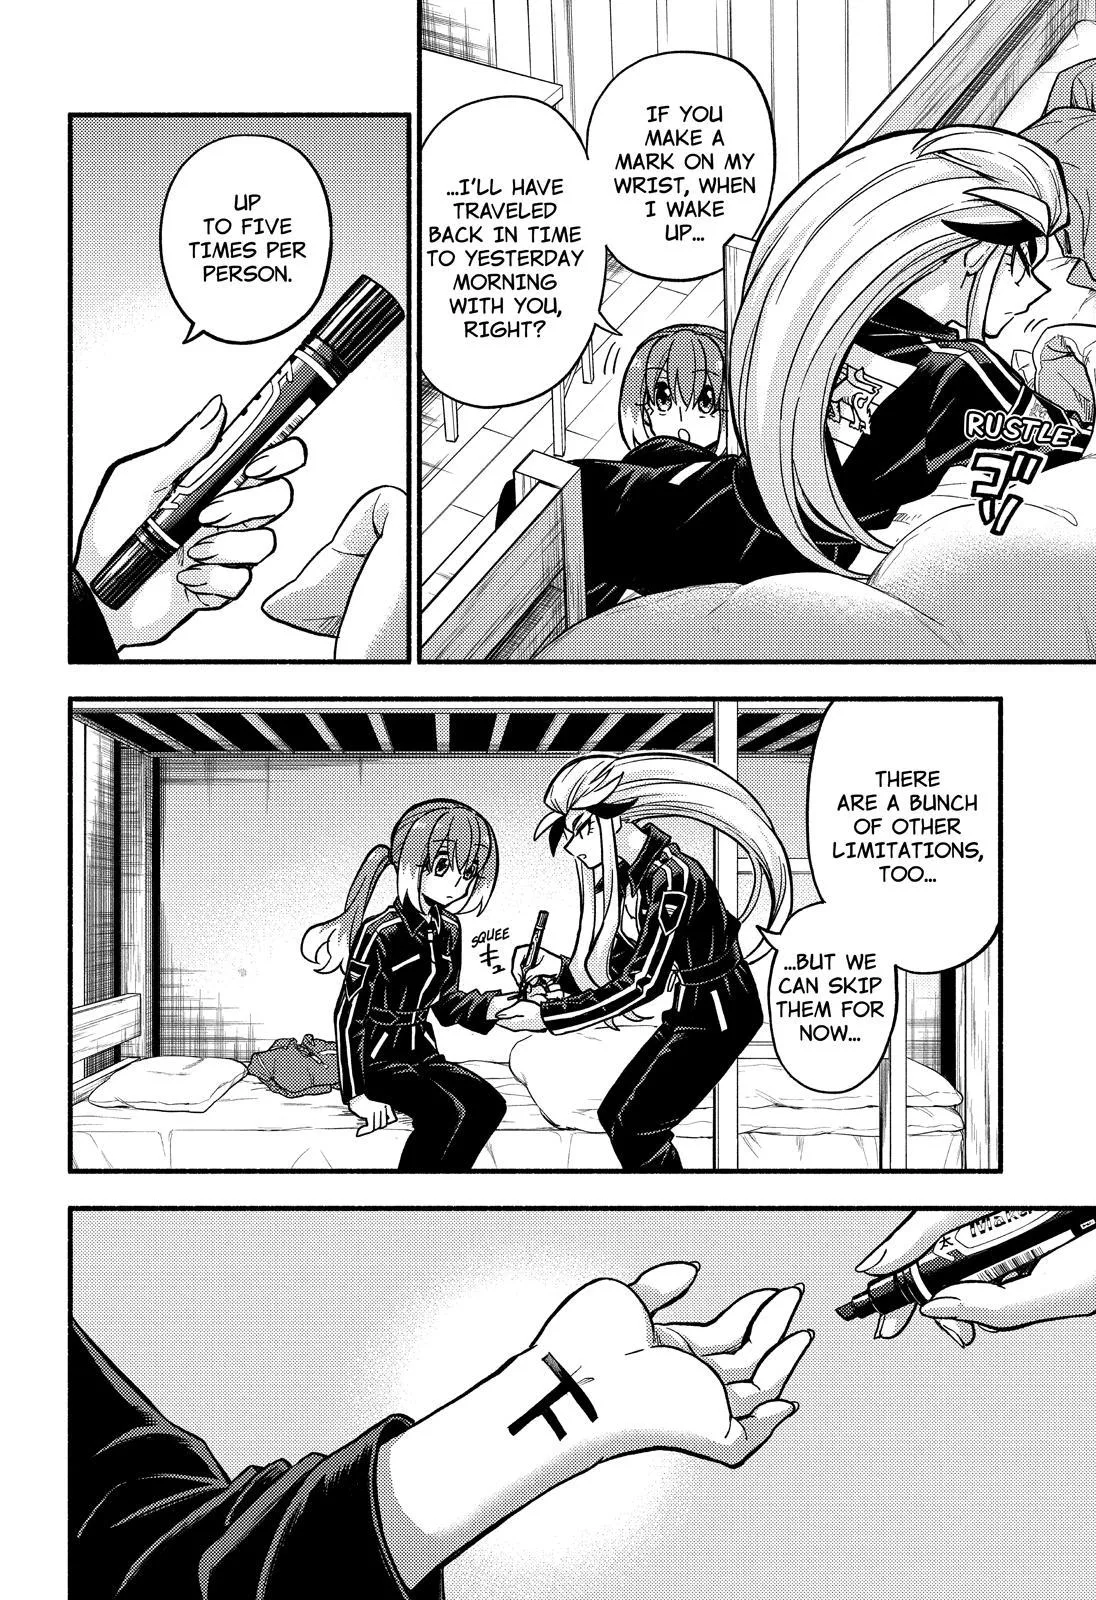 IF YOU
MAKE A
MARK ON MY
WRIST, WHEN
I WAKE
UP...
...I'LL HAVE
TRAVELED
BACK IN TIME
TO YESTERDAY
MORNING
WITH YOU,
RIGHT?
RUSTLE
ゴソ
UP
TO FIVE
TIMES PER
PERSON.
THERE
ARE A BUNCH
OF OTHER
LIMITATIONS,
TOO...
...BUT WE
CAN SKIP
THEM FOR
NOW...
SQUEE
キュ
太